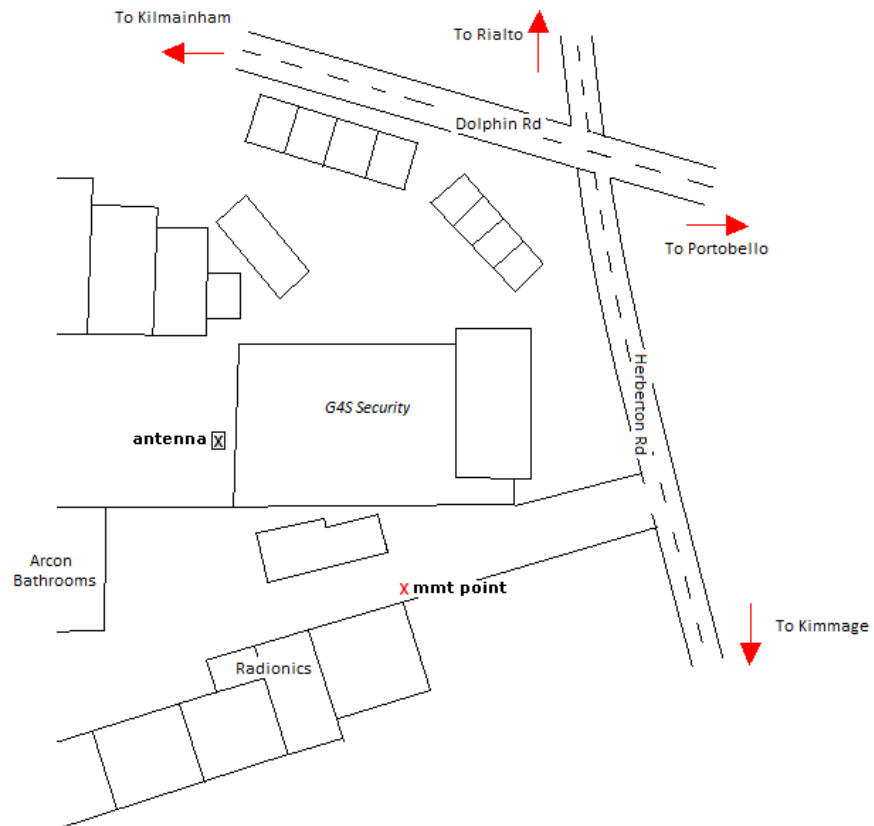 To Kilmainham
To Rialto
Dolphin Rd
To Portobello
Herberton Rd
G4S Security
antenna X
Arcon
Bathrooms
X mmt point
To Kimmage
Radionics